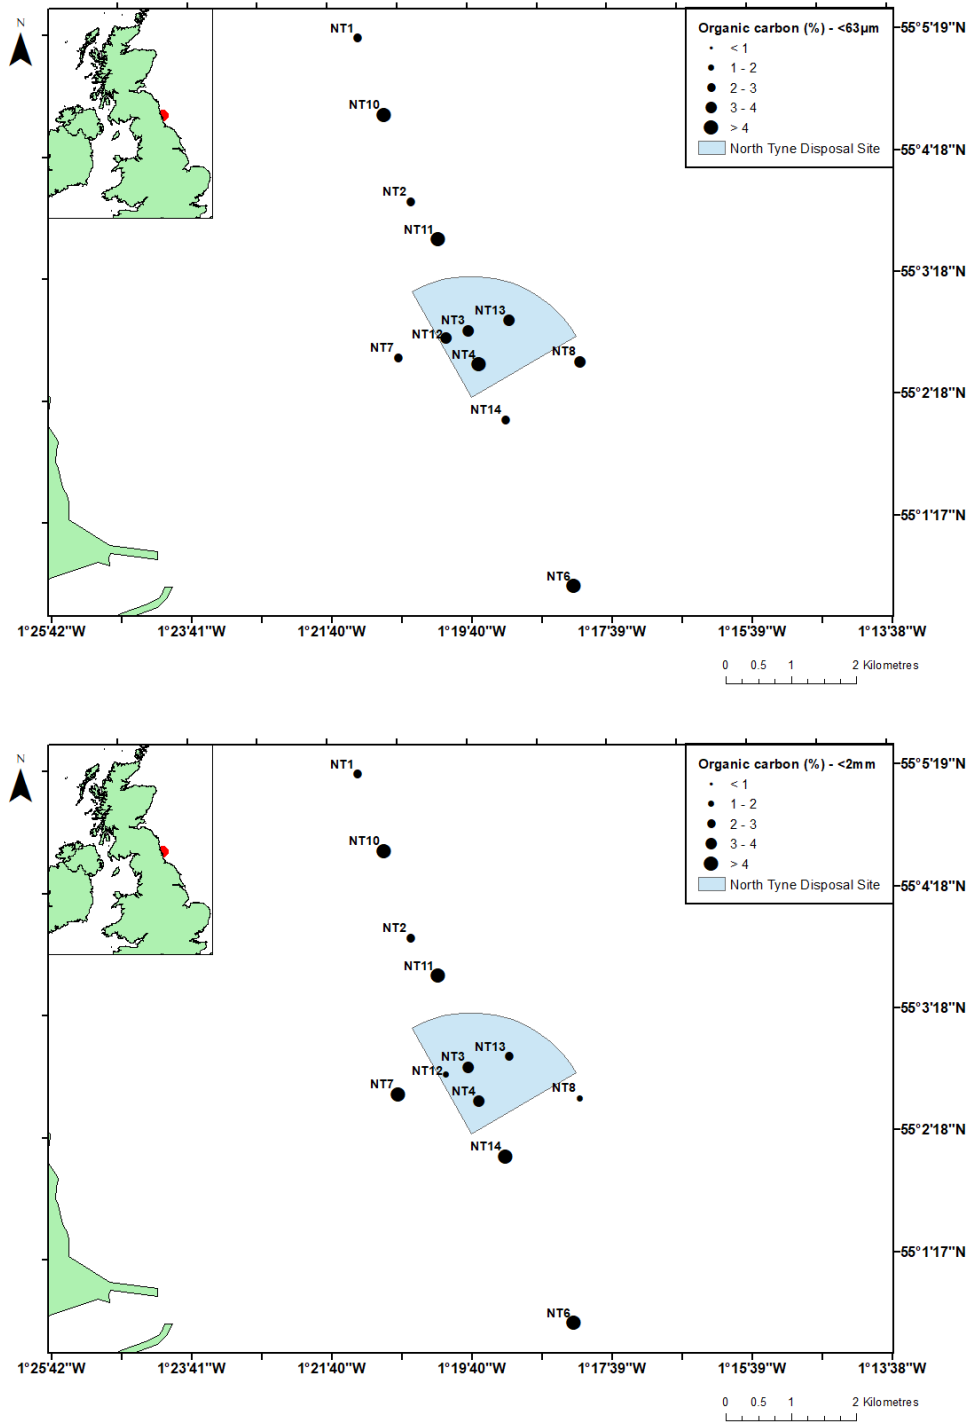 N
Organic carbon (%) - <63µm
< 1
1 - 2
2 - 3
3 - 4
> 4
North Tyne Disposal Site
NT1
NT10
NT2
NT11
NT13
NT3
NT12
NT7
NT4
NT8
NT14
NT6
55°5'19"N
55°4'18"N
55°3'18"N
55°2'18"N
55°1'17"N
1°25'42"W 1°23'41"W 1°21'40"W 1°19'40"W 1°17'39"W 1°15'39"W 1°13'38"W
0 0.5 1 2 Kilometres
N
Organic carbon (%) - <2mm
< 1
1 - 2
2 - 3
3 - 4
> 4
North Tyne Disposal Site
NT1
NT10
NT2
NT11
NT13
NT3
NT12
NT7
NT4
NT8
NT14
NT6
55°5'19"N
55°4'18"N
55°3'18"N
55°2'18"N
55°1'17"N
1°25'42"W 1°23'41"W 1°21'40"W 1°19'40"W 1°17'39"W 1°15'39"W 1°13'38"W
0 0.5 1 2 Kilometres